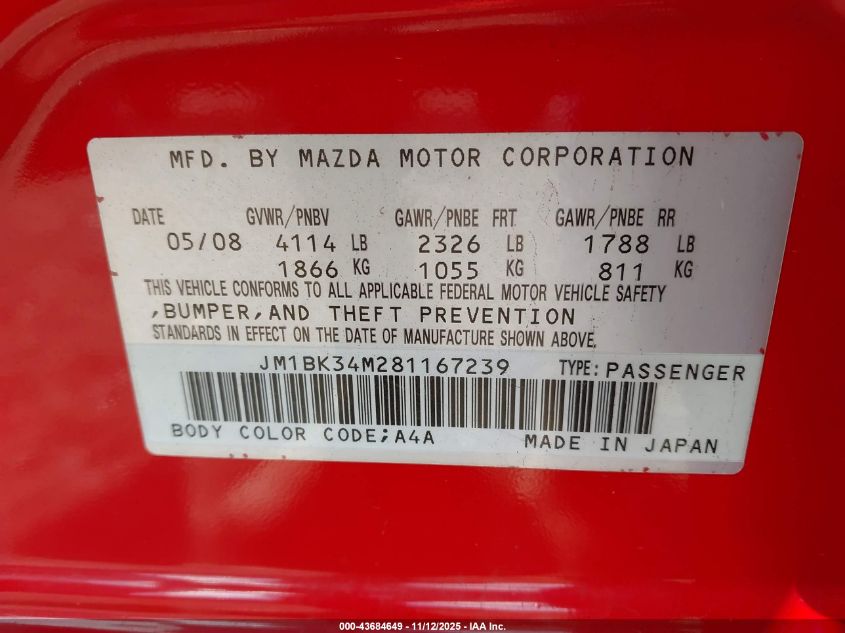 MFD. BY MAZDA MOTOR CORPORATION
DATE GVWR/PNBV GAWR/PNBE FRT GAWR/PNBE RR
05/08 4114 LB 2326 LB 1788 LB
1866 KG 1055 KG 811 KG
THIS VEHICLE CONFORMS TO ALL APPLICABLE FEDERAL MOTOR VEHICLE SAFETY
,BUMPER,AND THEFT PREVENTION
STANDARDS IN EFFECT ON THE DATE OF MANUFACTURE SHOWN ABOVE.
JM1BK34M281167239 TYPE: PASSENGER
BODY COLOR CODE;A4A MADE IN JAPAN
000-43684649 - 11/12/2025 - IAA Inc.